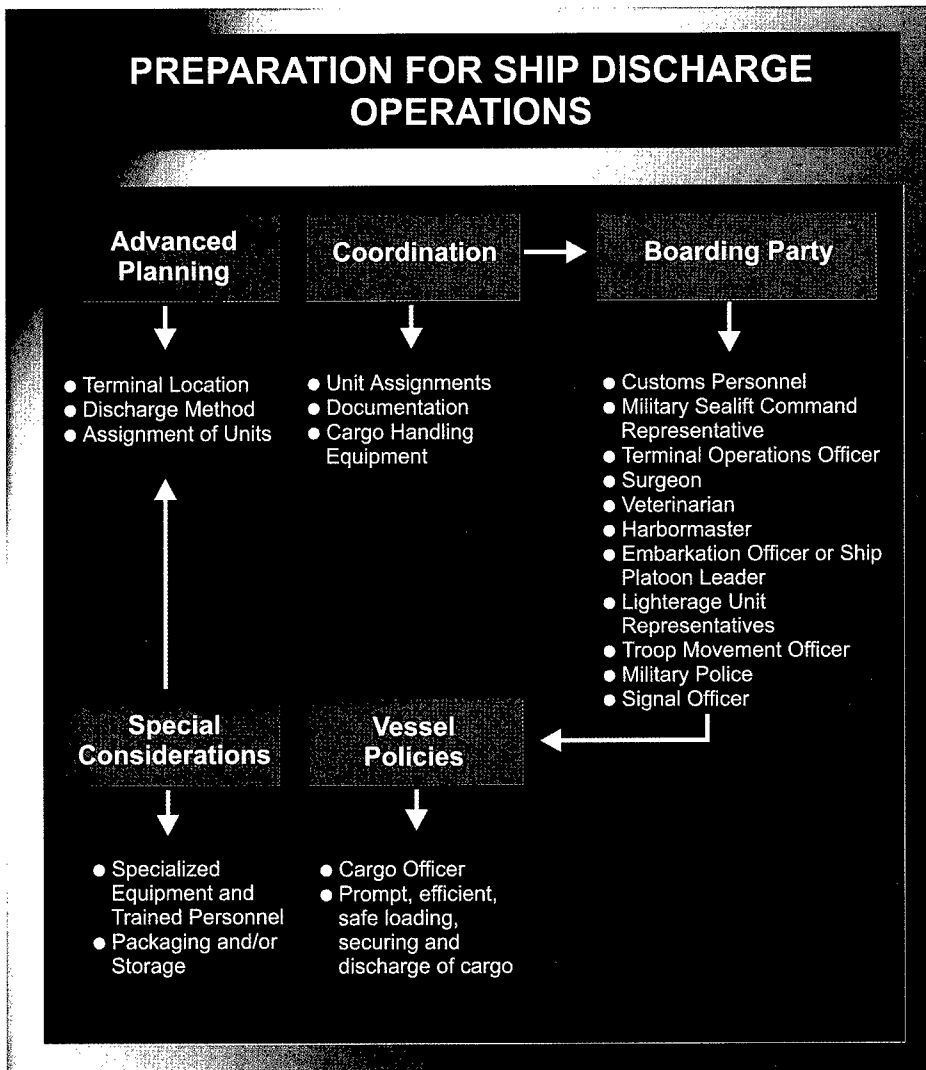 PREPARATION FOR SHIP DISCHARGE
OPERATIONS
Advanced
Planning
● Terminal Location
● Discharge Method
● Assignment of Units
Coordination
● Unit Assignments
● Documentation
● Cargo Handling
Equipment
Boarding Party
● Customs Personnel
● Military Sealift Command
Representative
● Terminal Operations Officer
● Surgeon
● Veterinarian
● Harbormaster
● Embarkation Officer or Ship
Platoon Leader
● Lighterage Unit
Representatives
● Troop Movement Officer
● Military Police
● Signal Officer
Special
Considerations
● Specialized
Equipment and
Trained Personnel
● Packaging and/or
Storage
Vessel
Policies
● Cargo Officer
● Prompt, efficient,
safe loading,
securing and
discharge of cargo